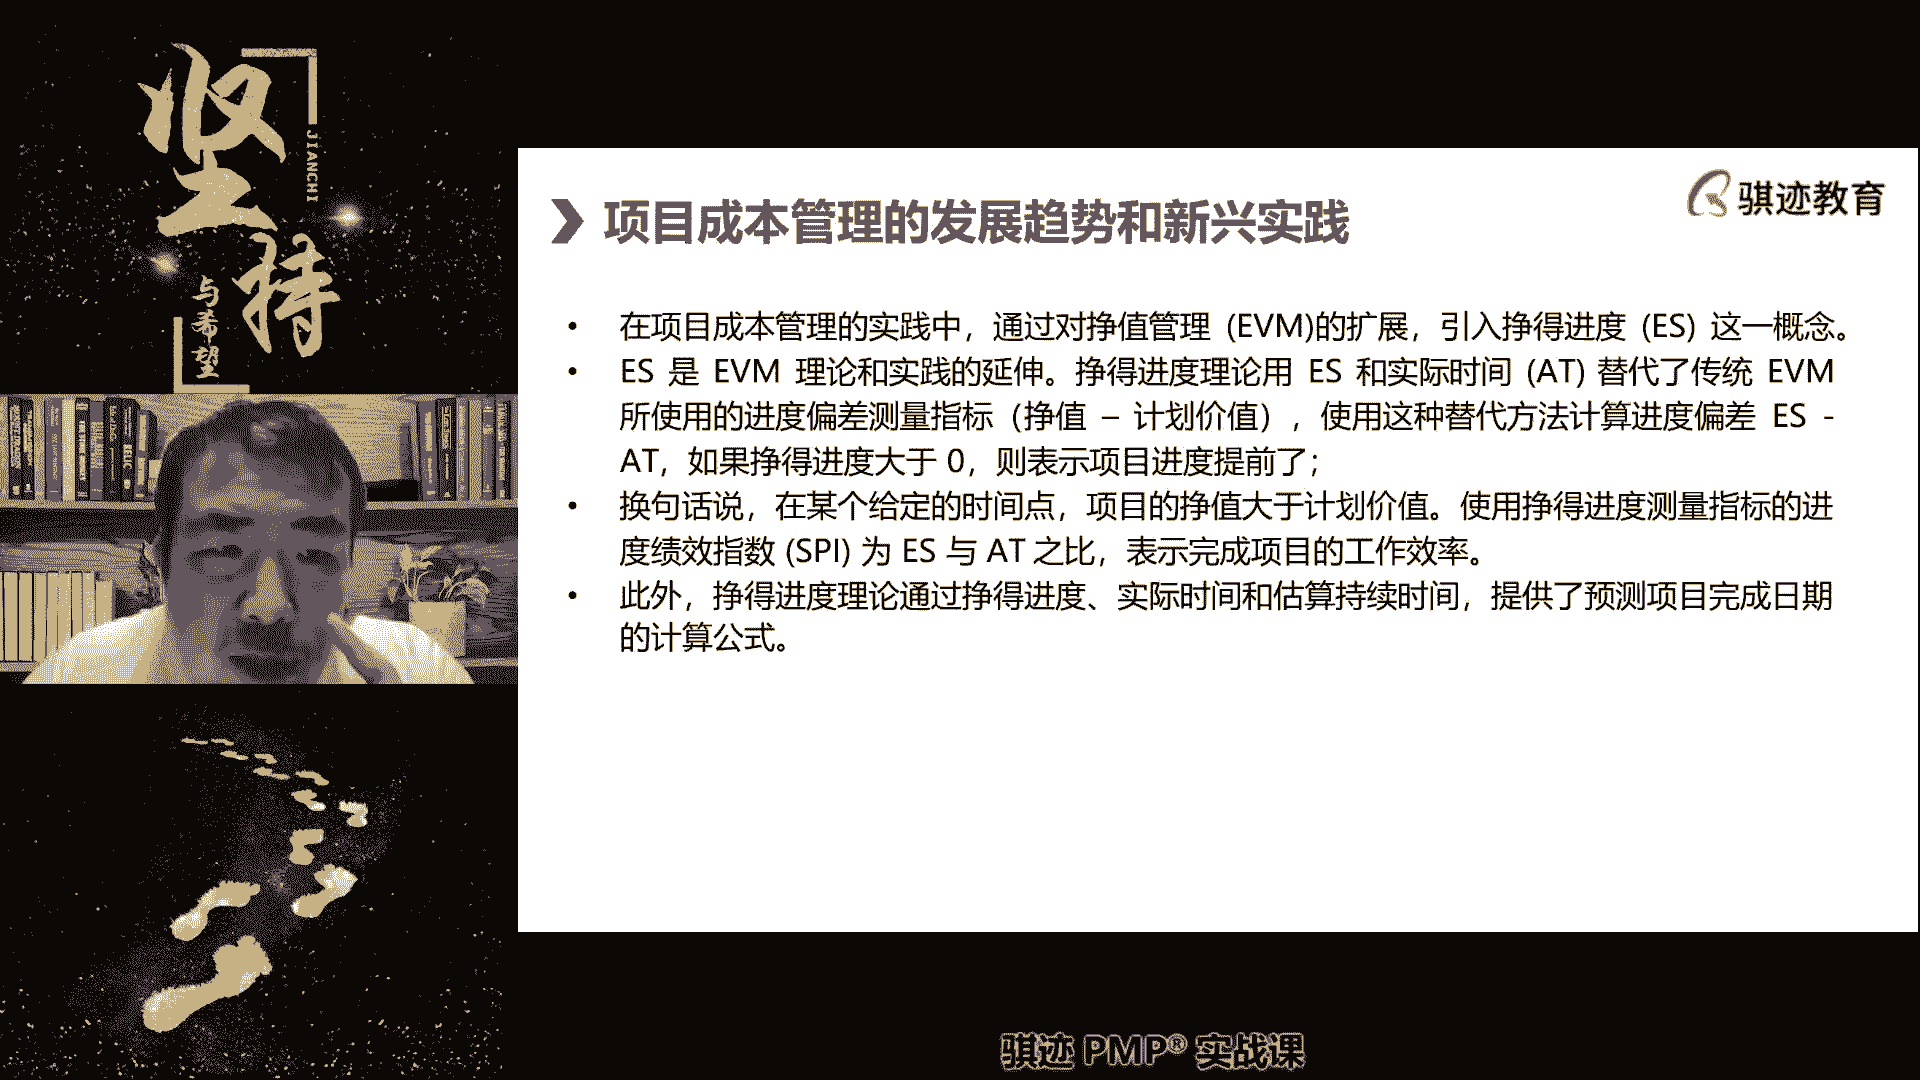 坚持
JIANCHI
与希望
骐迹教育
项目成本管理的发展趋势和新兴实践
• 在项目成本管理的实践中，通过对挣值管理 (EVM)的扩展，引入挣得进度 (ES) 这一概念。
• ES 是 EVM 理论和实践的延伸。挣得进度理论用 ES 和实际时间 (AT) 替代了传统 EVM
所使用的进度偏差测量指标（挣值 – 计划价值），使用这种替代方法计算进度偏差 ES -
AT，如果挣得进度大于 0，则表示项目进度提前了；
• 换句话说，在某个给定的时间点，项目的挣值大于计划价值。使用挣得进度测量指标的进
度绩效指数 (SPI) 为 ES 与 AT 之比，表示完成项目的工作效率。
• 此外，挣得进度理论通过挣得进度、实际时间和估算持续时间，提供了预测项目完成日期
的计算公式。
骐迹 PMP® 实战课